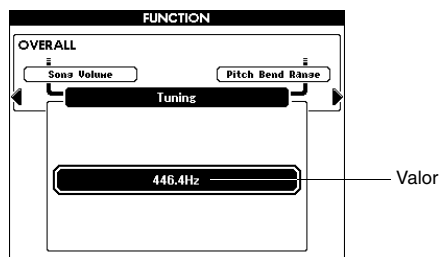 FUNCTION
OVERALL
Song Volume
Pitch Bend Range
Tuning
446.4Hz
Valor